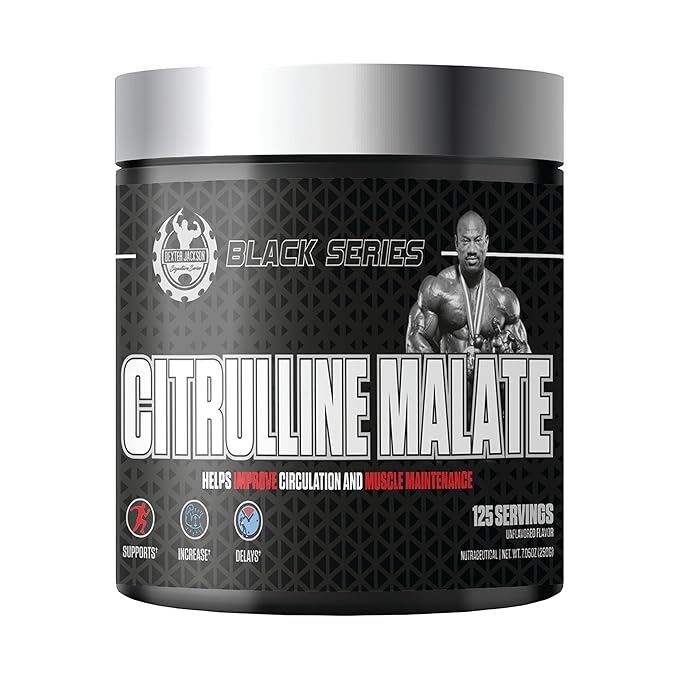 DEXTER JACKSON
Signature Series
BLACK SERIES
CITRULLINE MALATE
HELPS IMPROVE CIRCULATION AND MUSCLE MAINTENANCE
125 SERVINGS
UNFLAVORED FLAVOR
SUPPORTS†
INCREASE†
DELAYS†
NUTRACEUTICAL | NET. WT. 7.05OZ (250G)